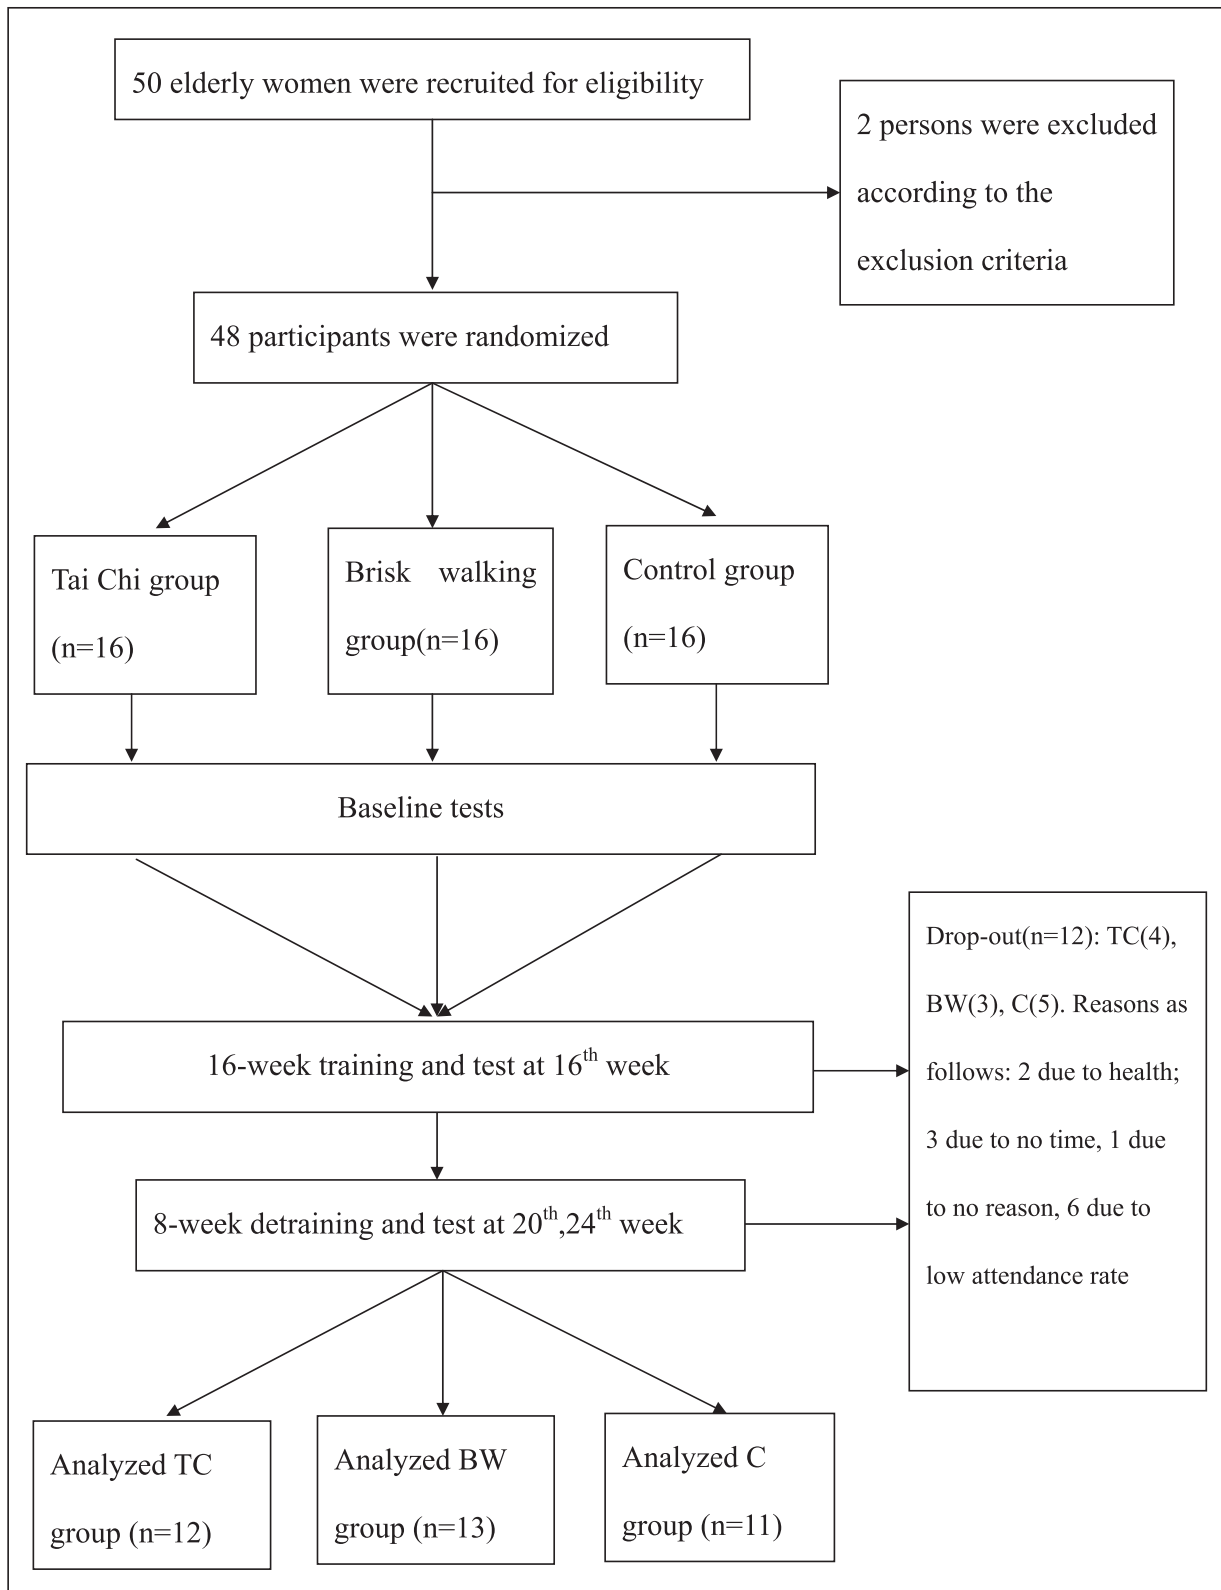 50 elderly women were recruited for eligibility
2 persons were excluded
according to the
exclusion criteria
48 participants were randomized
Tai Chi group
(n=16)
Brisk walking
group(n=16)
Control group
(n=16)
Baseline tests
Drop-out(n=12): TC(4),
BW(3), C(5). Reasons as
follows: 2 due to health;
3 due to no time, 1 due
to no reason, 6 due to
low attendance rate
16-week training and test at 16th week
8-week detraining and test at 20th,24th week
Analyzed TC
group (n=12)
Analyzed BW
group (n=13)
Analyzed C
group (n=11)